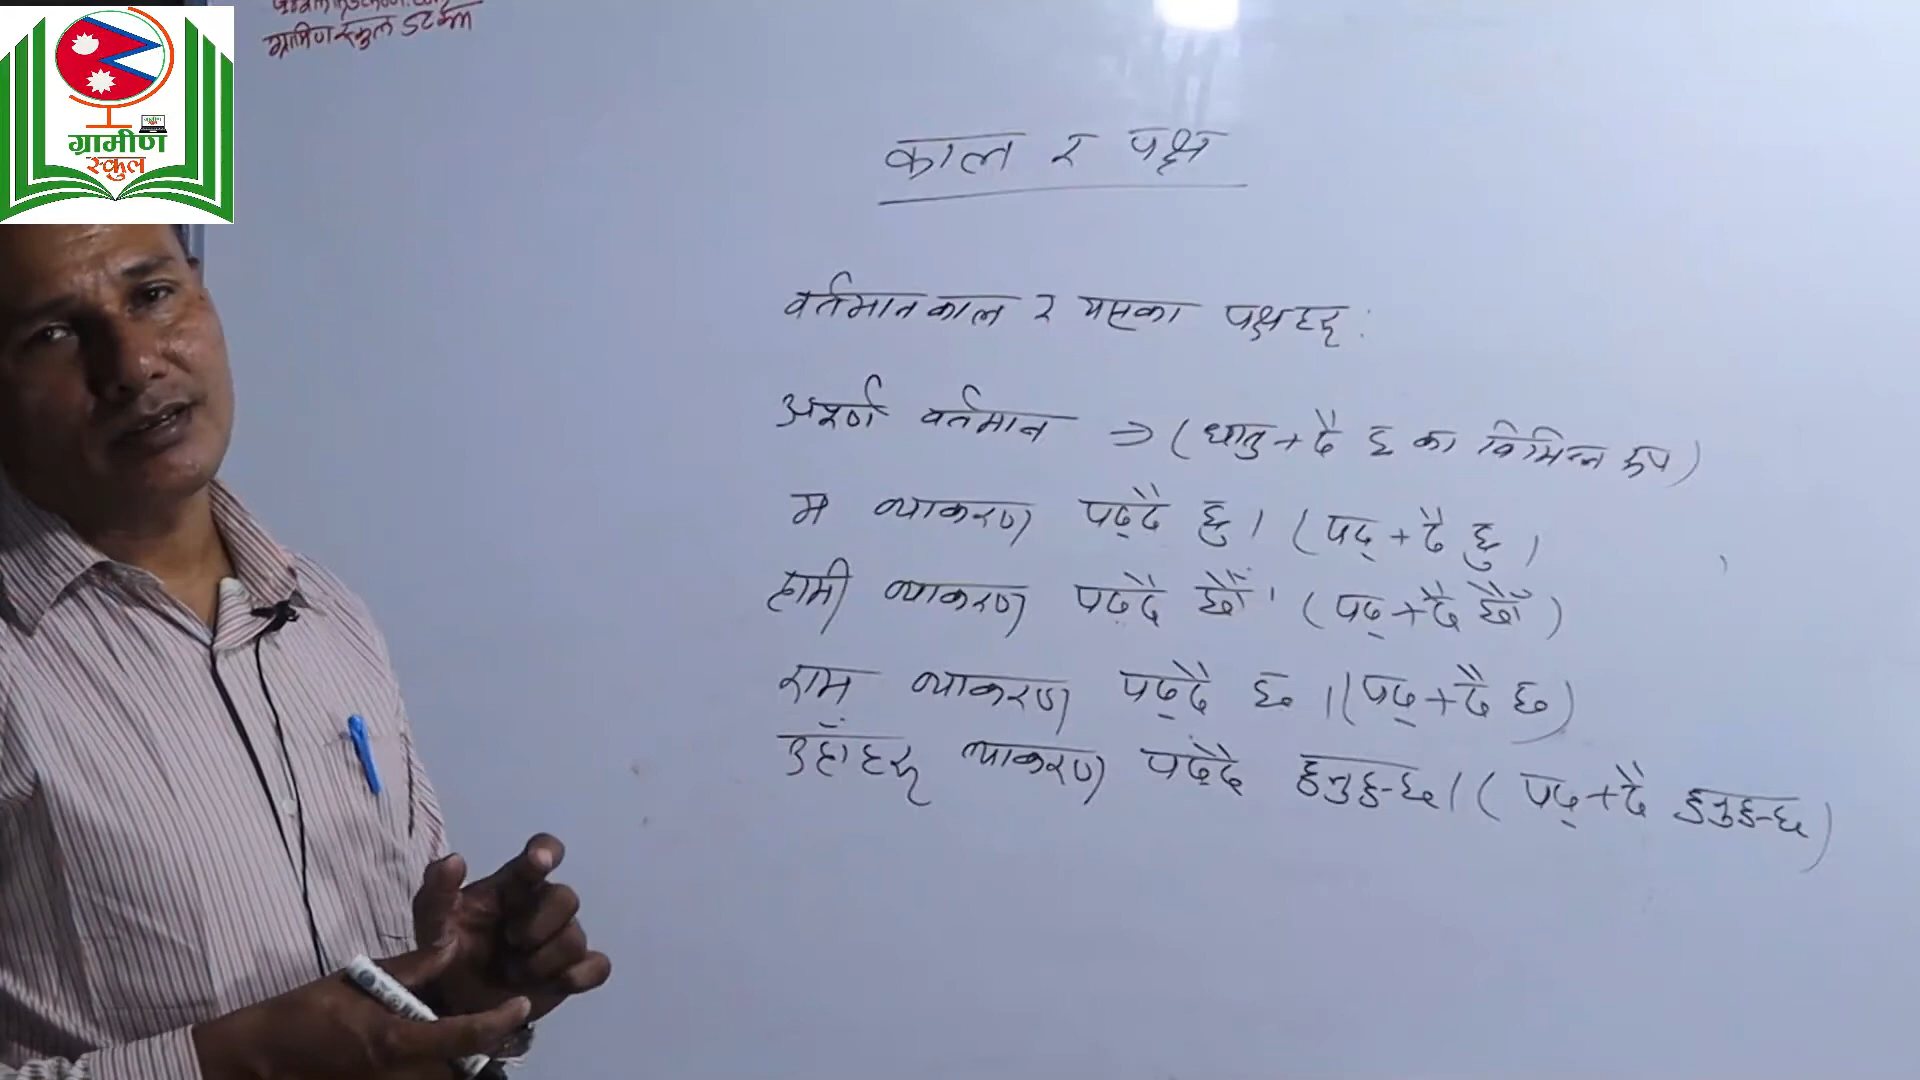 ग्रामीण स्कुल
ग्रामीण स्कुल
काल र पक्ष
वर्तमान काल र यसका पक्षहरू :
अपूर्ण वर्तमान ⇒ (धातु + दै छ का विभिन्न रूप)
म व्याकरण पढ्दै छु। (पढ् + दै छु।
हामी व्याकरण पढ्दै छौँ। (पढ् + दै छौँ)
राम व्याकरण पढ्दै छ। (पढ् + दै छ)
उहाँहरू व्याकरण पढ्दै हुनुहुन्छ। (पढ् + दै हुनुहुन्छ)